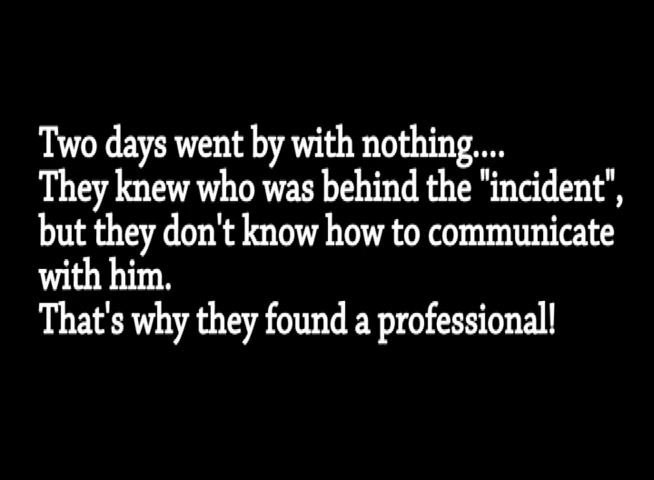 Two days went by with nothing....
They knew who was behind the "incident",
but they don't know how to communicate
with him.
That's why they found a professional!